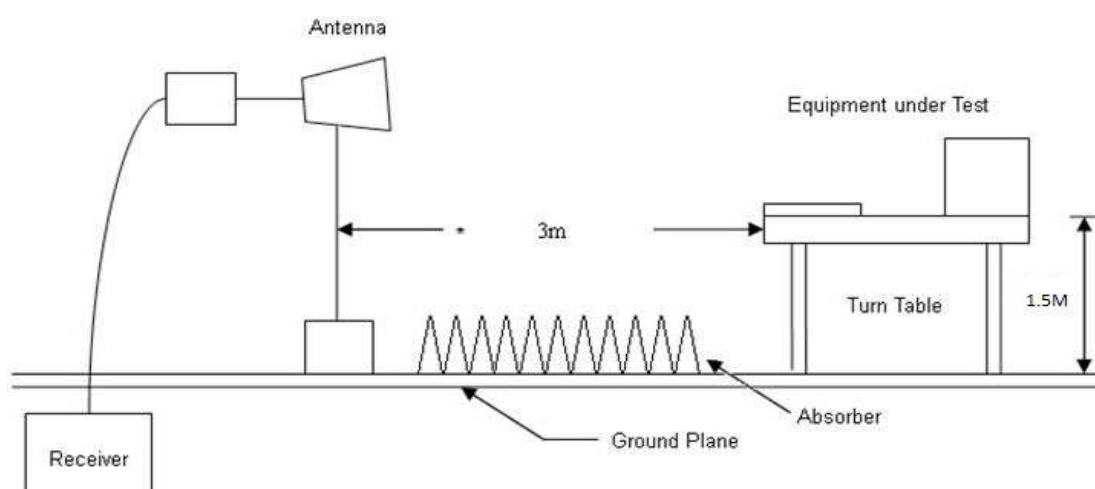 Antenna
Equipment under Test
3m
Turn Table
1.5M
Absorber
Ground Plane
Receiver